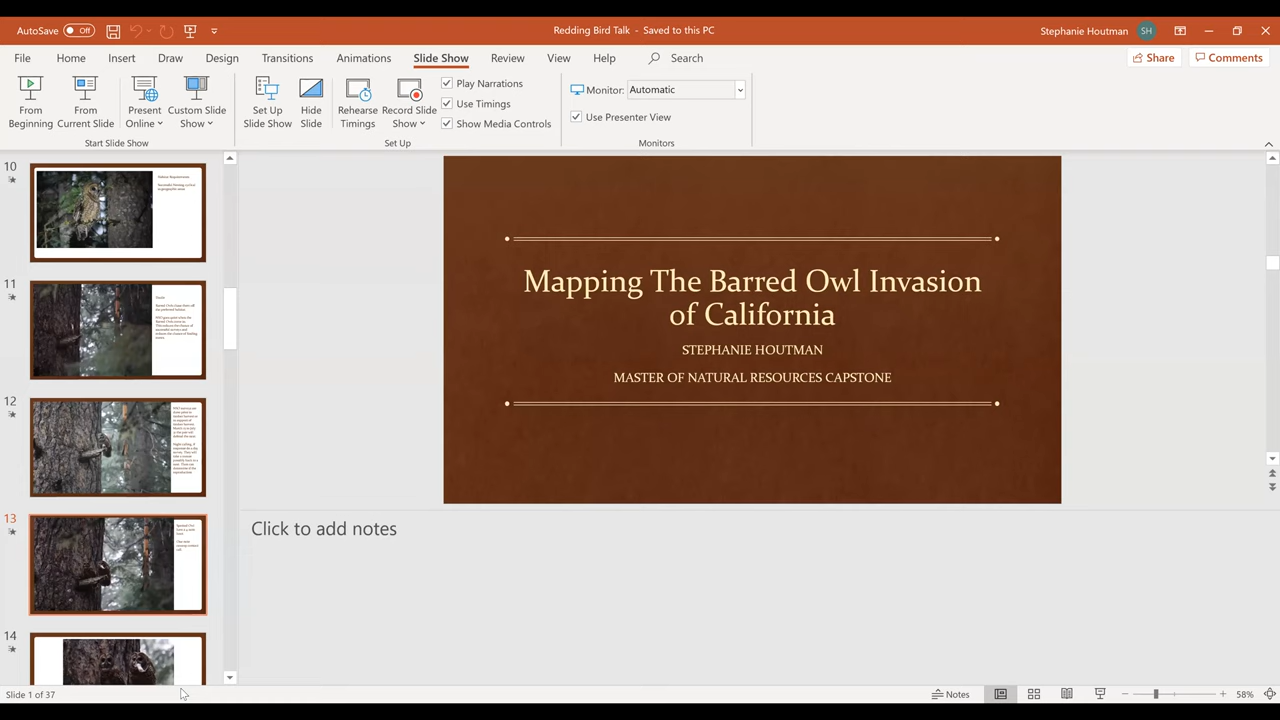 AutoSave Off
Redding Bird Talk - Saved to this PC
Stephanie Houtman SH
File Home Insert Draw Design Transitions Animations Slide Show Review View Help Search
Share Comments
From Beginning
From Current Slide
Present Online
Custom Slide Show
Start Slide Show
Set Up Slide Show
Hide Slide
Rehearse Timings
Record Slide Show
Play Narrations
Use Timings
Show Media Controls
Set Up
Monitor: Automatic
Use Presenter View
Monitors
10
11
12
13
14
Mapping The Barred Owl Invasion
of California
STEPHANIE HOUTMAN
MASTER OF NATURAL RESOURCES CAPSTONE
Click to add notes
Slide 1 of 37
Notes
58%